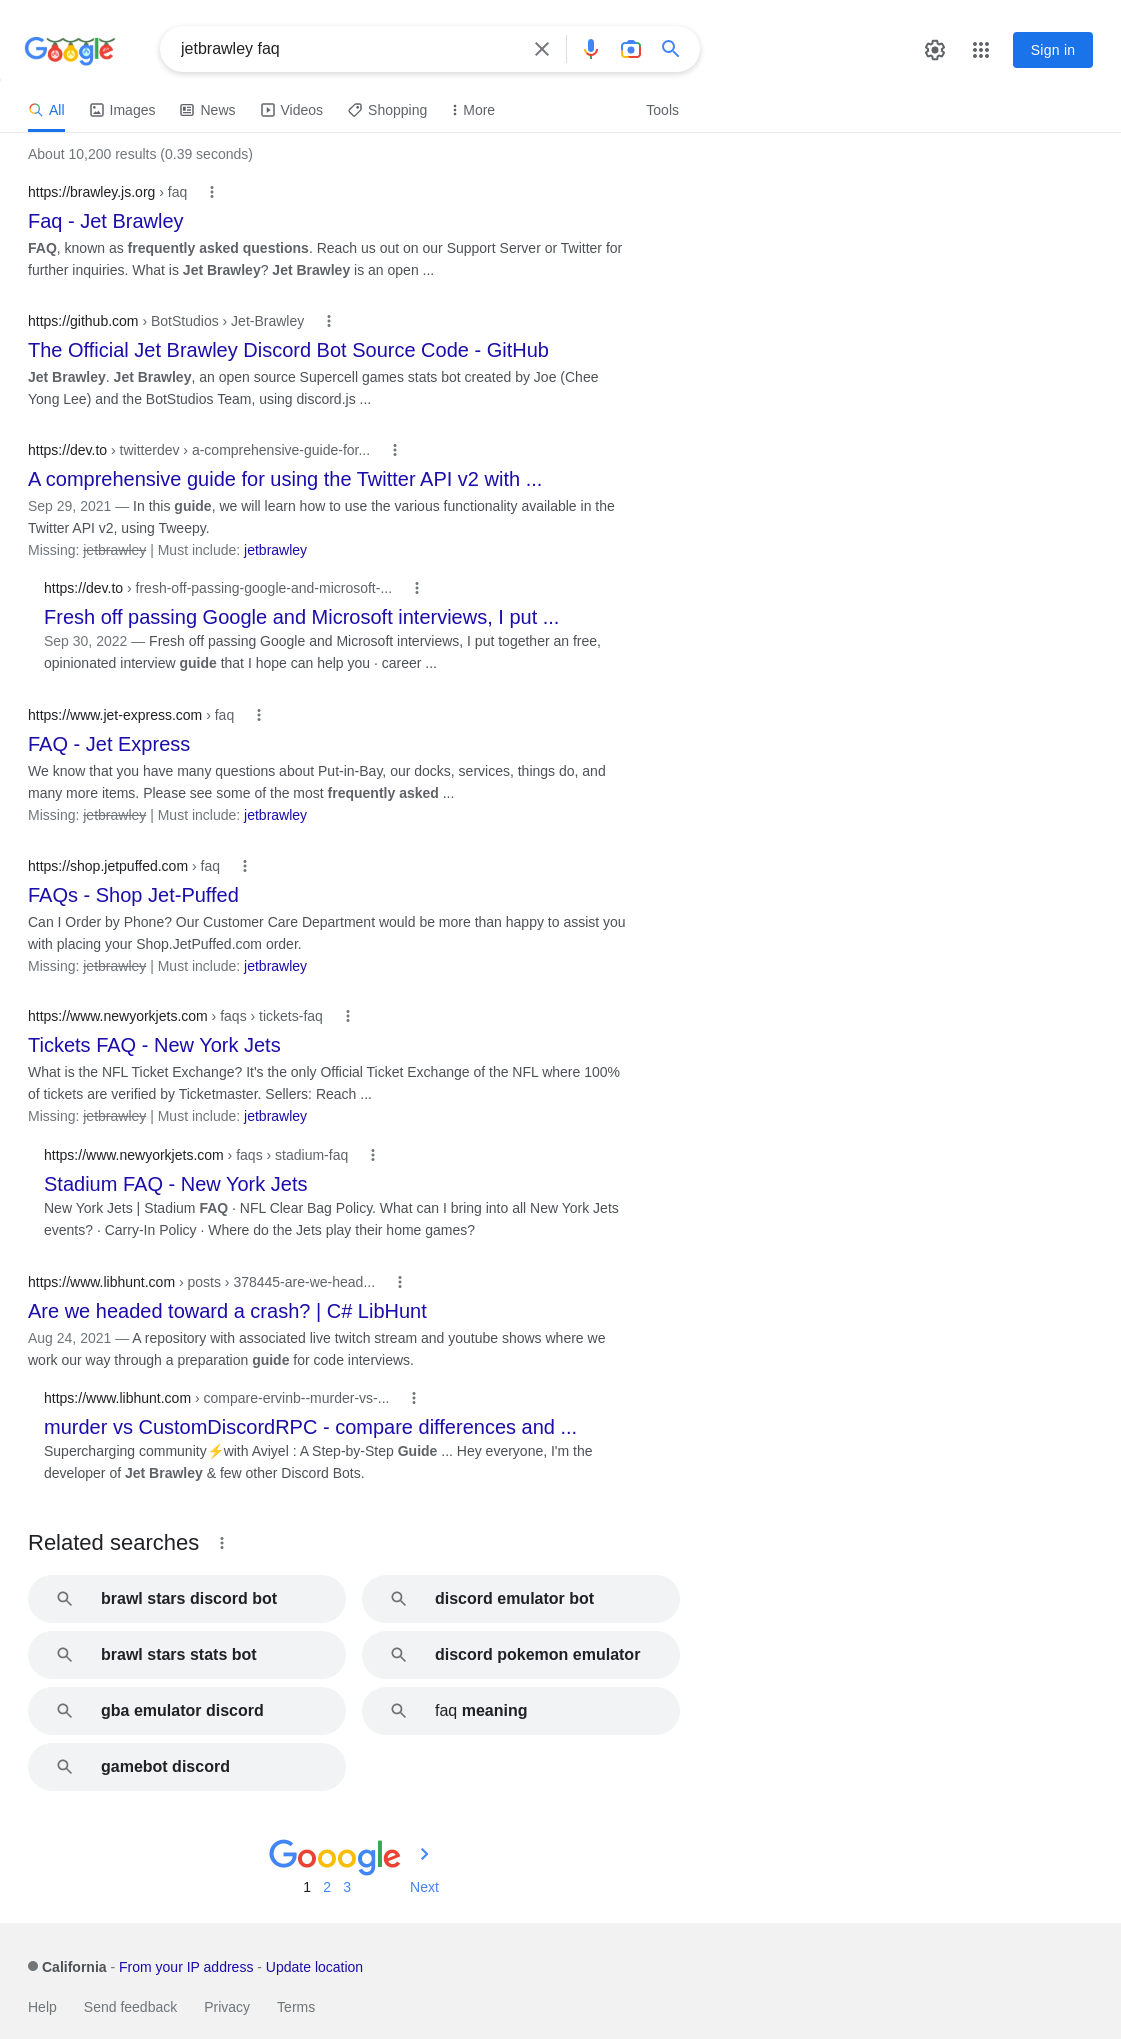 Google
jetbrawley faq
Sign in
All Images News Videos Shopping More Tools
About 10,200 results (0.39 seconds)
https://brawley.js.org › faq
Faq - Jet Brawley
FAQ, known as frequently asked questions. Reach us out on our Support Server or Twitter for
further inquiries. What is Jet Brawley? Jet Brawley is an open ...
https://github.com › BotStudios › Jet-Brawley
The Official Jet Brawley Discord Bot Source Code - GitHub
Jet Brawley. Jet Brawley, an open source Supercell games stats bot created by Joe (Chee
Yong Lee) and the BotStudios Team, using discord.js ...
https://dev.to › twitterdev › a-comprehensive-guide-for...
A comprehensive guide for using the Twitter API v2 with ...
Sep 29, 2021 — In this guide, we will learn how to use the various functionality available in the
Twitter API v2, using Tweepy.
Missing: jetbrawley | Must include: jetbrawley
https://dev.to › fresh-off-passing-google-and-microsoft-...
Fresh off passing Google and Microsoft interviews, I put ...
Sep 30, 2022 — Fresh off passing Google and Microsoft interviews, I put together an free,
opinionated interview guide that I hope can help you · career ...
https://www.jet-express.com › faq
FAQ - Jet Express
We know that you have many questions about Put-in-Bay, our docks, services, things do, and
many more items. Please see some of the most frequently asked ...
Missing: jetbrawley | Must include: jetbrawley
https://shop.jetpuffed.com › faq
FAQs - Shop Jet-Puffed
Can I Order by Phone? Our Customer Care Department would be more than happy to assist you
with placing your Shop.JetPuffed.com order.
Missing: jetbrawley | Must include: jetbrawley
https://www.newyorkjets.com › faqs › tickets-faq
Tickets FAQ - New York Jets
What is the NFL Ticket Exchange? It's the only Official Ticket Exchange of the NFL where 100%
of tickets are verified by Ticketmaster. Sellers: Reach ...
Missing: jetbrawley | Must include: jetbrawley
https://www.newyorkjets.com › faqs › stadium-faq
Stadium FAQ - New York Jets
New York Jets | Stadium FAQ · NFL Clear Bag Policy. What can I bring into all New York Jets
events? · Carry-In Policy · Where do the Jets play their home games?
https://www.libhunt.com › posts › 378445-are-we-head...
Are we headed toward a crash? | C# LibHunt
Aug 24, 2021 — A repository with associated live twitch stream and youtube shows where we
work our way through a preparation guide for code interviews.
https://www.libhunt.com › compare-ervinb--murder-vs-...
murder vs CustomDiscordRPC - compare differences and ...
Supercharging community⚡with Aviyel : A Step-by-Step Guide ... Hey everyone, I'm the
developer of Jet Brawley & few other Discord Bots.
Related searches
brawl stars discord bot
discord emulator bot
brawl stars stats bot
discord pokemon emulator
gba emulator discord
faq meaning
gamebot discord
Gooogle
1 2 3 Next
California - From your IP address - Update location
Help Send feedback Privacy Terms